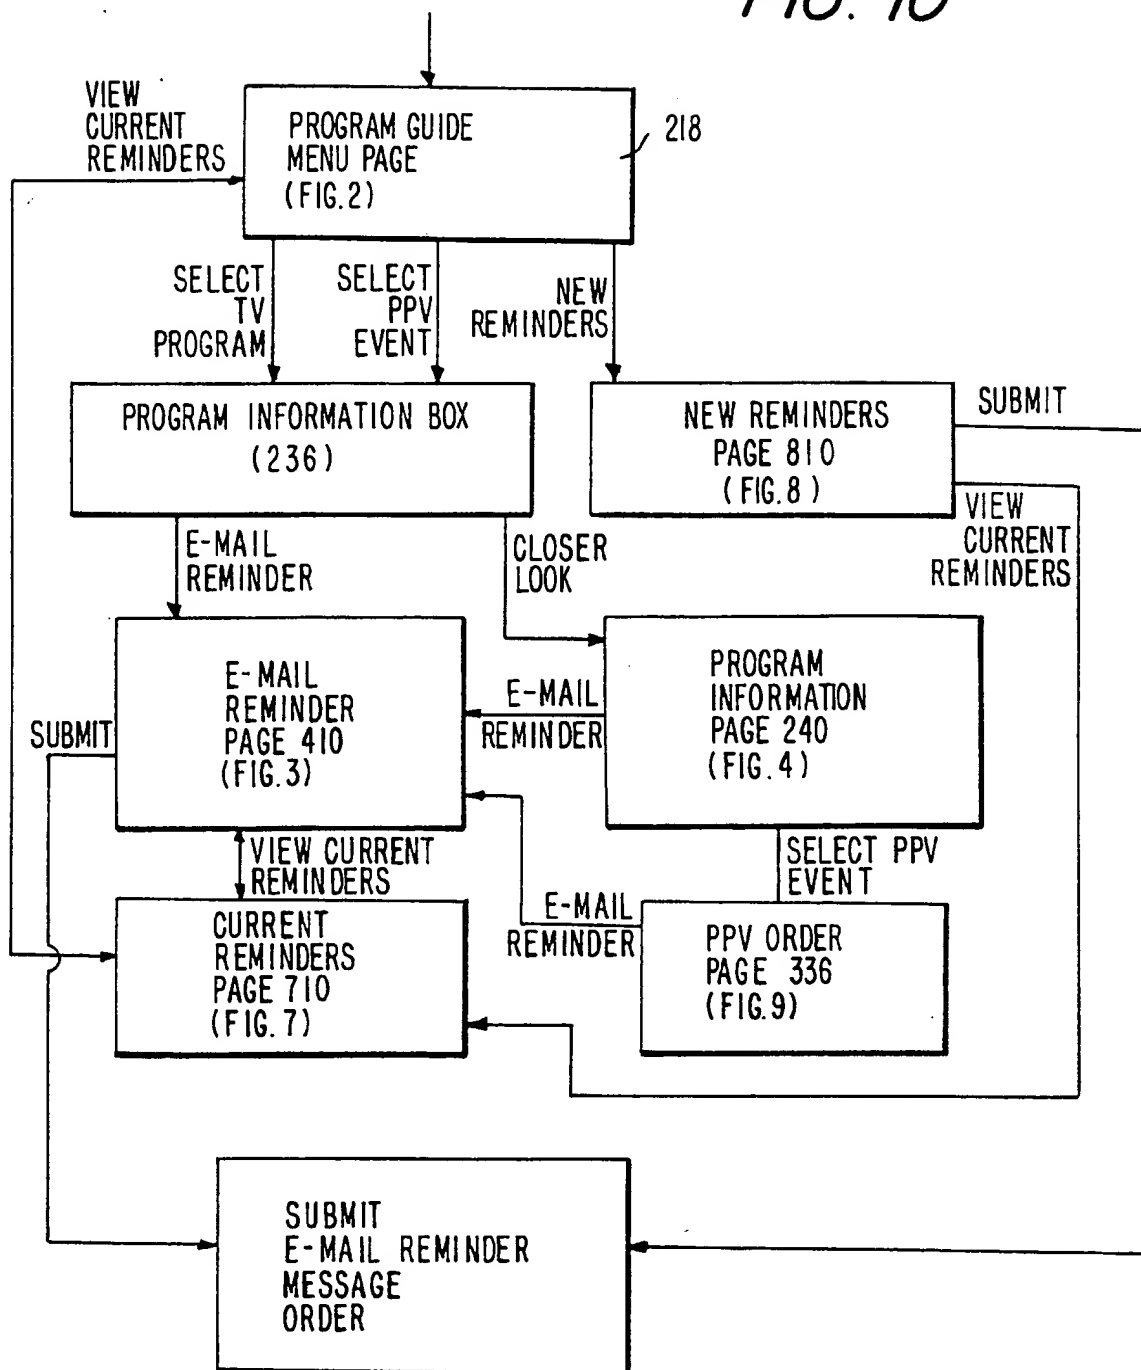 FIG. 10
VIEW
CURRENT
REMINDERS
PROGRAM GUIDE
MENU PAGE
(FIG.2)
218
SELECT
TV
PROGRAM
SELECT
PPV
EVENT
NEW
REMINDERS
PROGRAM INFORMATION BOX
(236)
NEW REMINDERS
PAGE 810
(FIG.8)
SUBMIT
VIEW
CURRENT
REMINDERS
E-MAIL
REMINDER
CLOSER
LOOK
E-MAIL
REMINDER
PAGE 410
(FIG.3)
E-MAIL
REMINDER
PROGRAM
INFORMATION
PAGE 240
(FIG.4)
SUBMIT
VIEW CURRENT
REMINDERS
SELECT PPV
EVENT
CURRENT
REMINDERS
PAGE 710
(FIG.7)
E-MAIL
REMINDER
PPV ORDER
PAGE 336
(FIG.9)
SUBMIT
E-MAIL REMINDER
MESSAGE
ORDER